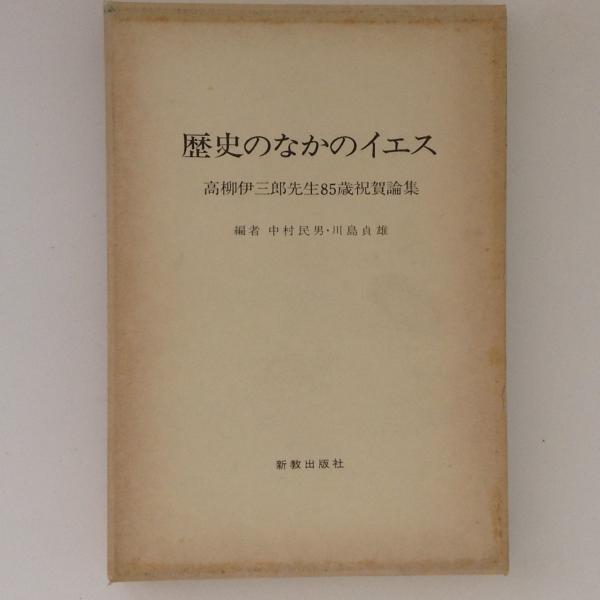 歴史のなかのイエス
高柳伊三郎先生85歳祝賀論集
編者 中村民男・川島貞雄
新教出版社